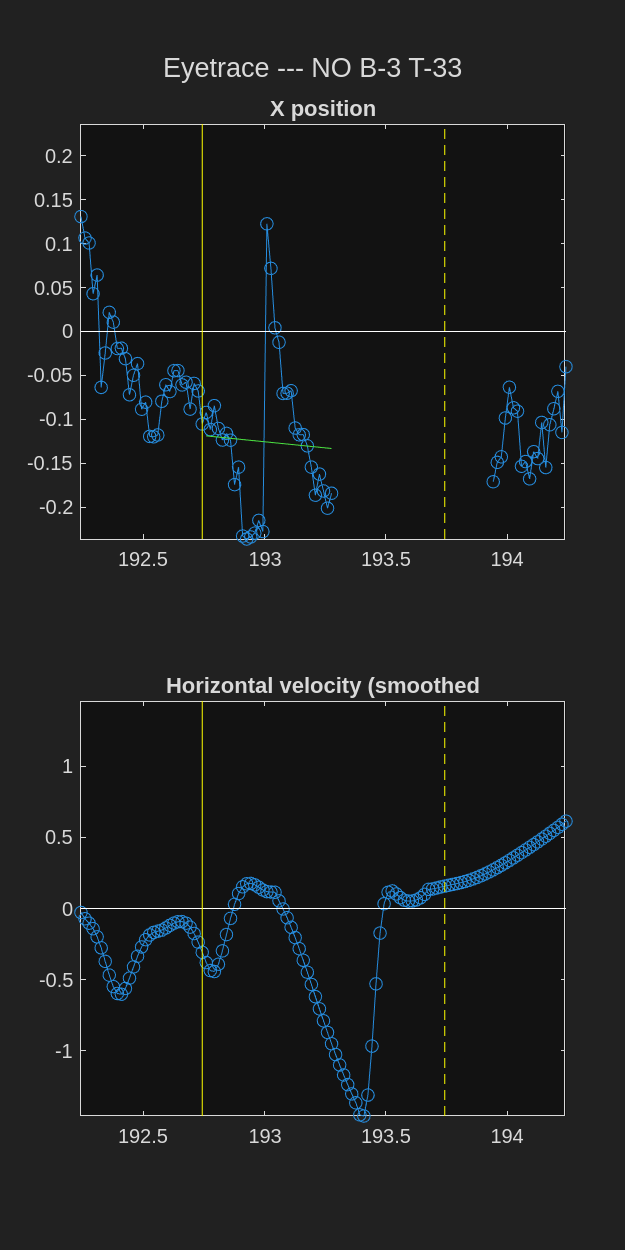 Eyetrace --- NO B-3 T-33
X position
0.2
0.15
0.1
0.05
0
-0.05
-0.1
-0.15
-0.2
192.5 193 193.5 194
Horizontal velocity (smoothed
1
0.5
0
-0.5
-1
192.5 193 193.5 194